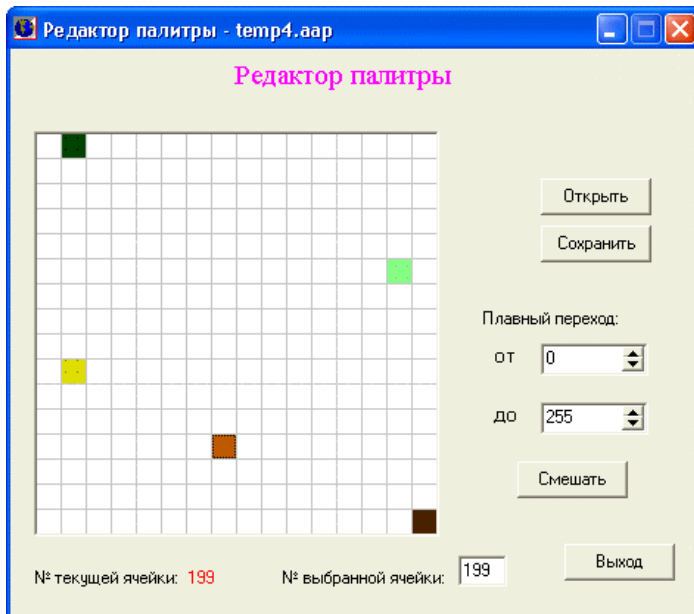 Редактор палитры - temp4.aap
Редактор палитры
Открыть
Сохранить
Плавный переход:
от 0
до 255
Смешать
Выход
№ текущей ячейки: 199 № выбранной ячейки: 199